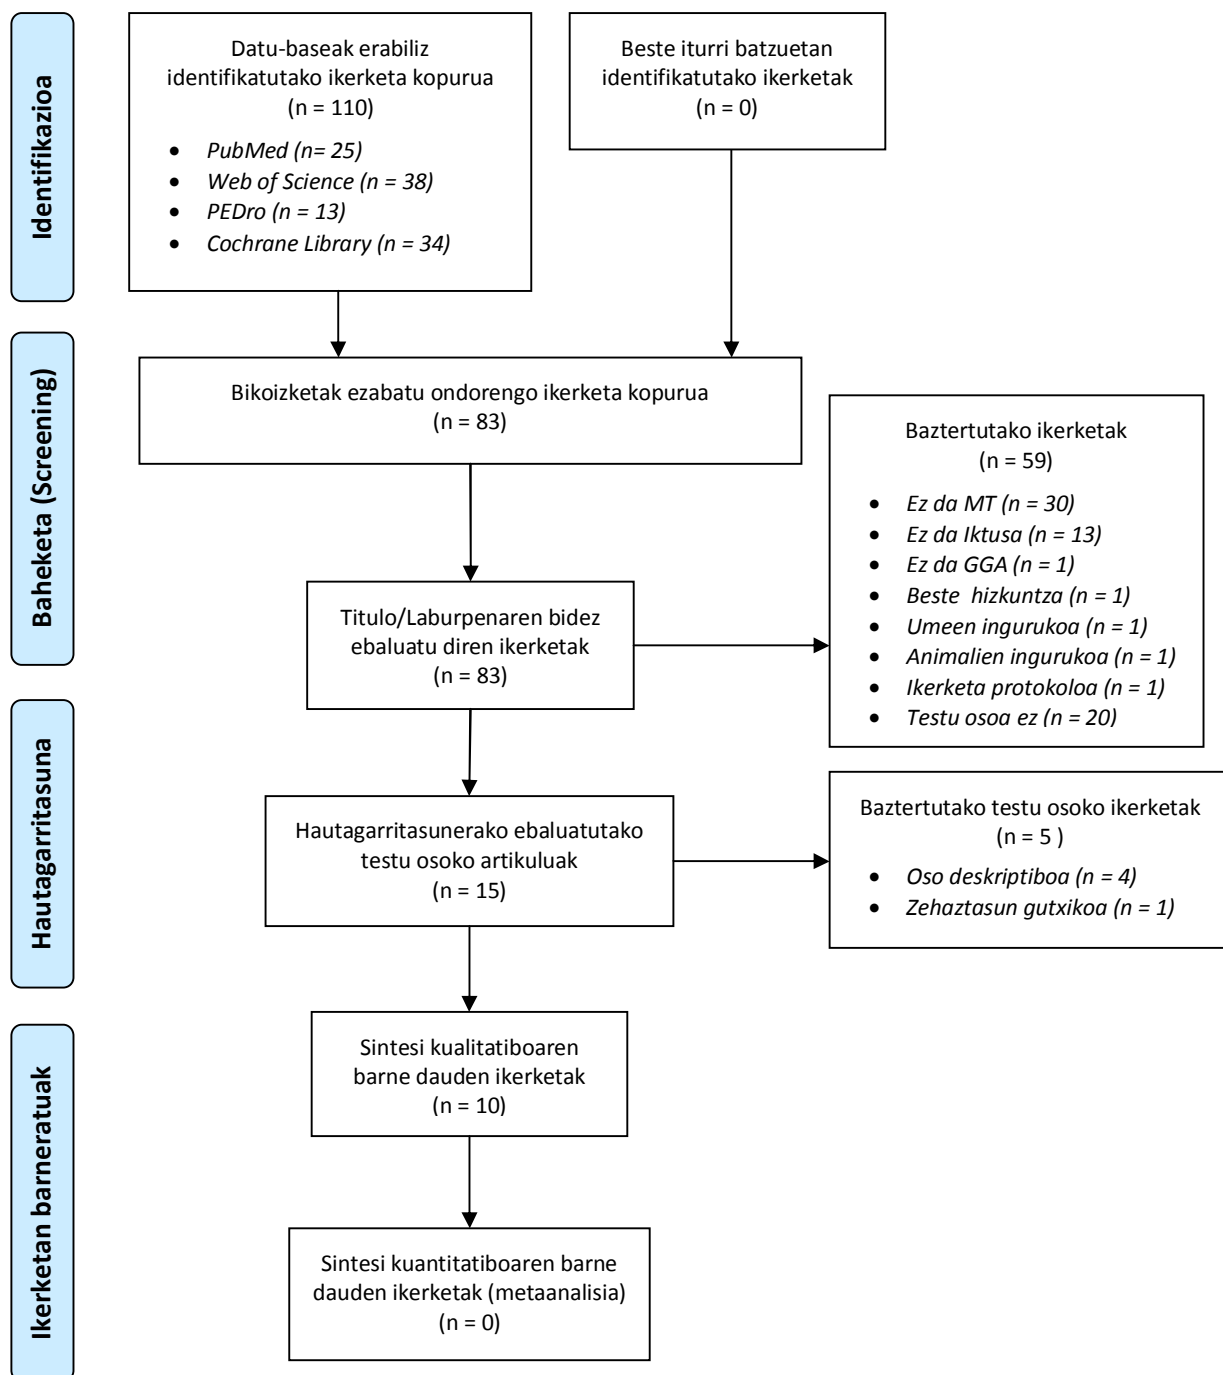 Identifikazioa
Datu-baseak erabiliz
identifikatutako ikerketa kopurua
(n = 110)
• PubMed (n= 25)
• Web of Science (n = 38)
• PEDro (n = 13)
• Cochrane Library (n = 34)
Beste iturri batzuetan
identifikatutako ikerketak
(n = 0)
Baheketa (Screening)
Bikoizketak ezabatu ondorengo ikerketa kopurua
(n = 83)
Titulo/Laburpenaren bidez
ebaluatu diren ikerketak
(n = 83)
Baztertutako ikerketak
(n = 59)
• Ez da MT (n = 30)
• Ez da Iktusa (n = 13)
• Ez da GGA (n = 1)
• Beste  hizkuntza (n = 1)
• Umeen ingurukoa (n = 1)
• Animalien ingurukoa (n = 1)
• Ikerketa protokoloa (n = 1)
• Testu osoa ez (n = 20)
Hautagarritasuna
Hautagarritasunerako ebaluatutako
testu osoko artikuluak
(n = 15)
Baztertutako testu osoko ikerketak
(n = 5 )
• Oso deskriptiboa (n = 4)
• Zehaztasun gutxikoa (n = 1)
Ikerketan barneratuak
Sintesi kualitatiboaren
barne dauden ikerketak
(n = 10)
Sintesi kuantitatiboaren barne
dauden ikerketak (metaanalisia)
(n = 0)